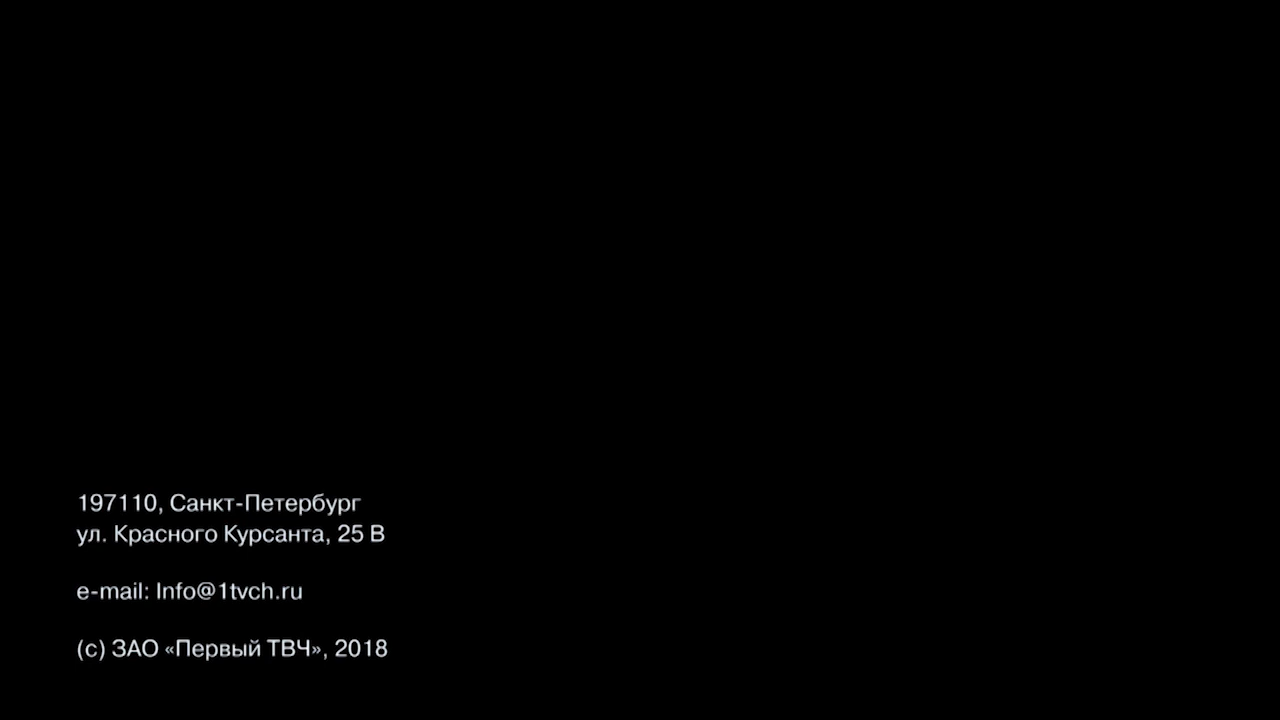 197110, Санкт-Петербург
ул. Красного Курсанта, 25 В
e-mail: Info@1tvch.ru
(с) ЗАО «Первый ТВЧ», 2018